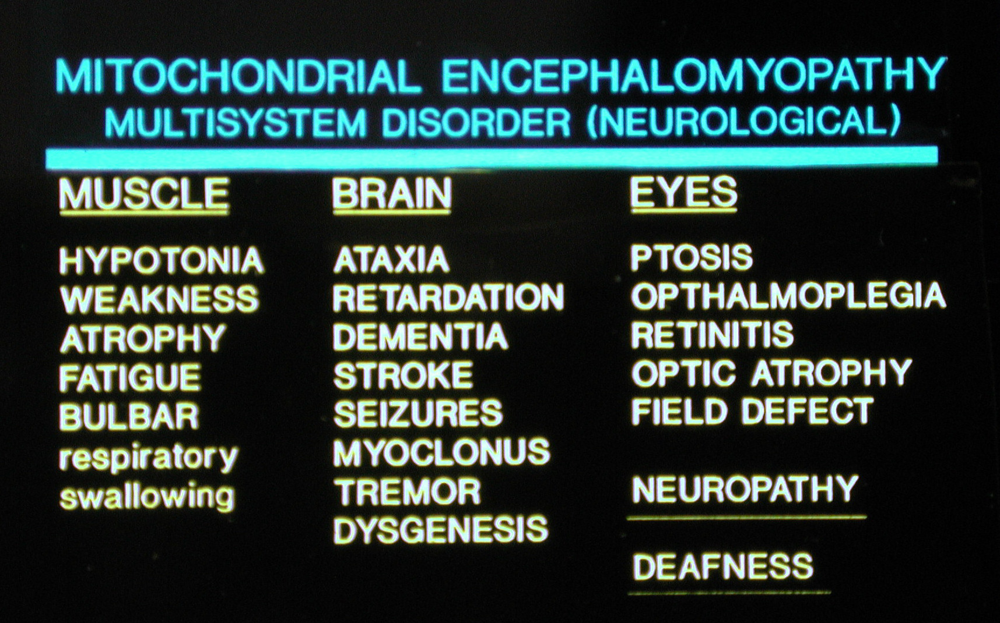 MITOCHONDRIAL ENCEPHALOMYOPATHY
MULTISYSTEM DISORDER (NEUROLOGICAL)
MUSCLE
HYPOTONIA
WEAKNESS
ATROPHY
FATIGUE
BULBAR
respiratory
swallowing
BRAIN
ATAXIA
RETARDATION
DEMENTIA
STROKE
SEIZURES
MYOCLONUS
TREMOR
DYSGENESIS
EYES
PTOSIS
OPTHALMOPLEGIA
RETINITIS
OPTIC ATROPHY
FIELD DEFECT
NEUROPATHY
DEAFNESS